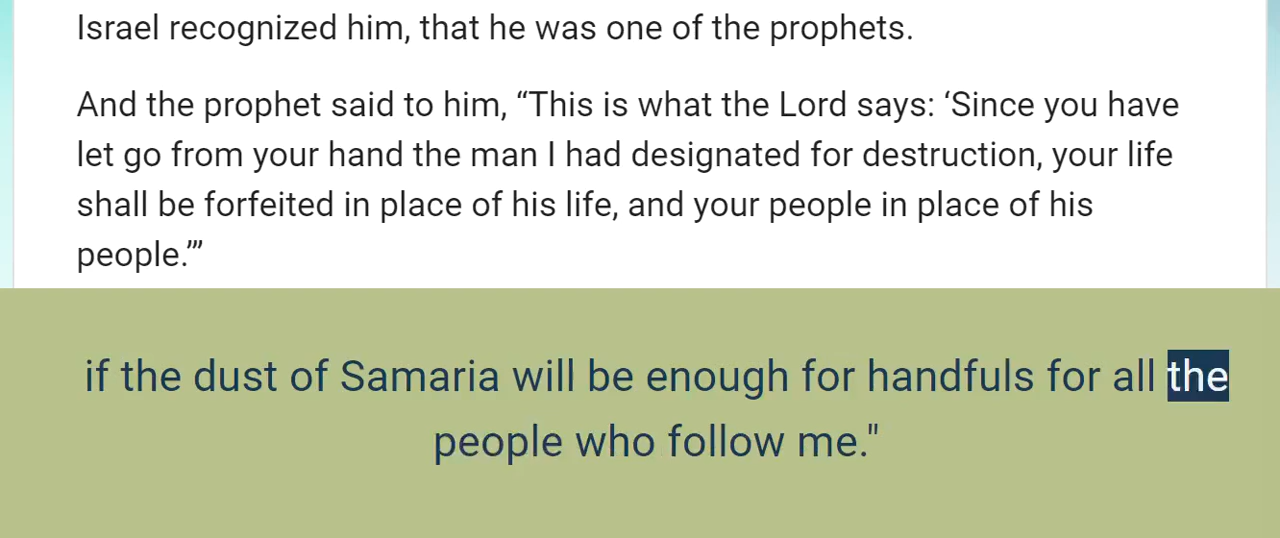 Israel recognized him, that he was one of the prophets.
And the prophet said to him, “This is what the Lord says: ‘Since you have
let go from your hand the man I had designated for destruction, your life
shall be forfeited in place of his life, and your people in place of his
people.’”
if the dust of Samaria will be enough for handfuls for all the
people who follow me."